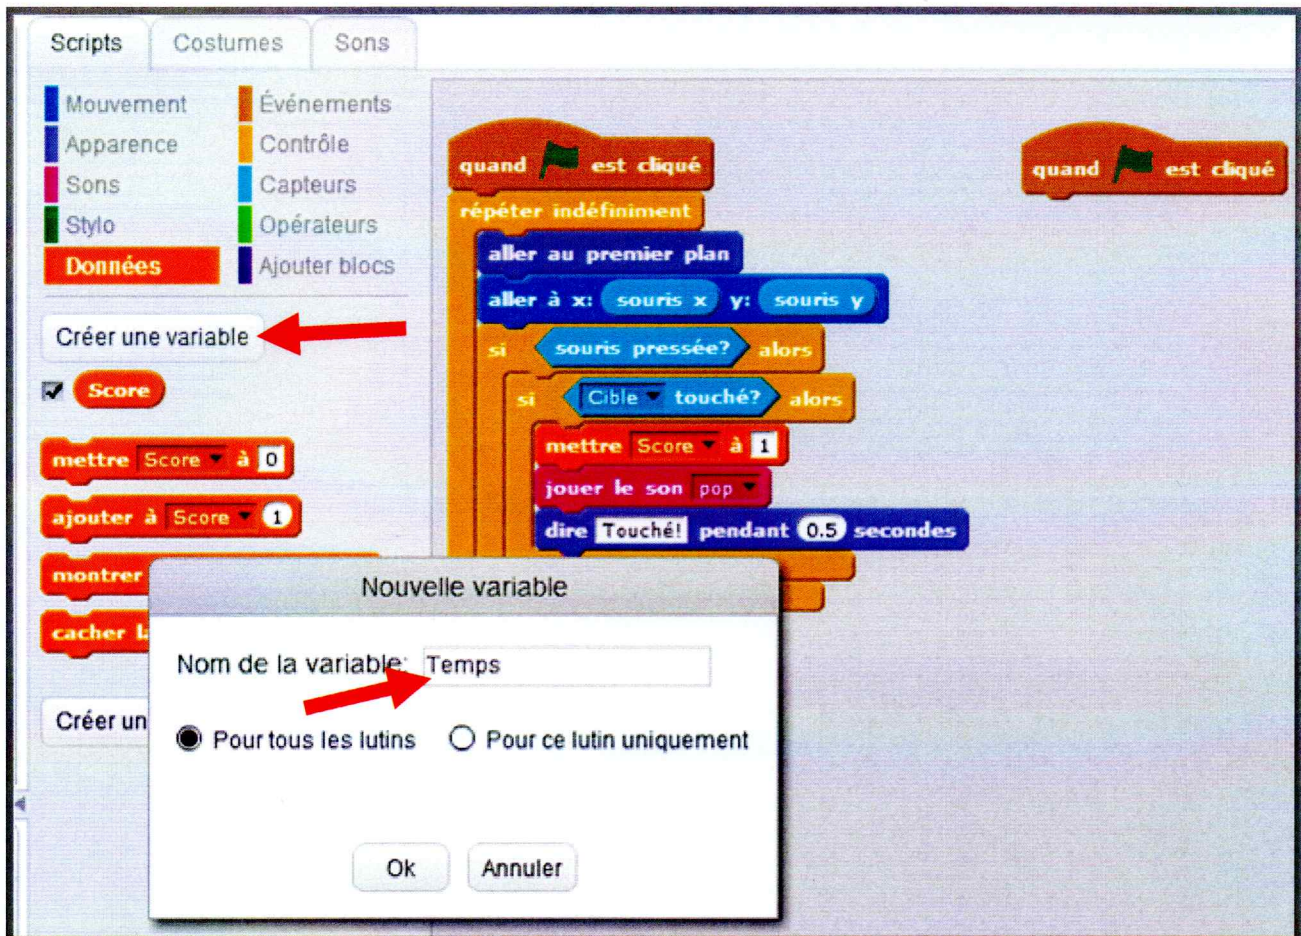 Scripts Costumes Sons
Mouvement Événements
Apparence Contrôle
Sons Capteurs
Stylo Opérateurs
Données Ajouter blocs
Créer une variable
Score
mettre Score à 0
ajouter à Score 1
montrer
cacher
Créer un
quand est cliqué
répéter indéfiniment
aller au premier plan
aller à x: souris x y: souris y
si souris pressée? alors
si Cible touché? alors
mettre Score à 1
jouer le son pop
dire Touché! pendant 0.5 secondes
quand est cliqué
Nouvelle variable
Nom de la variable: Temps
Pour tous les lutins Pour ce lutin uniquement
Ok Annuler